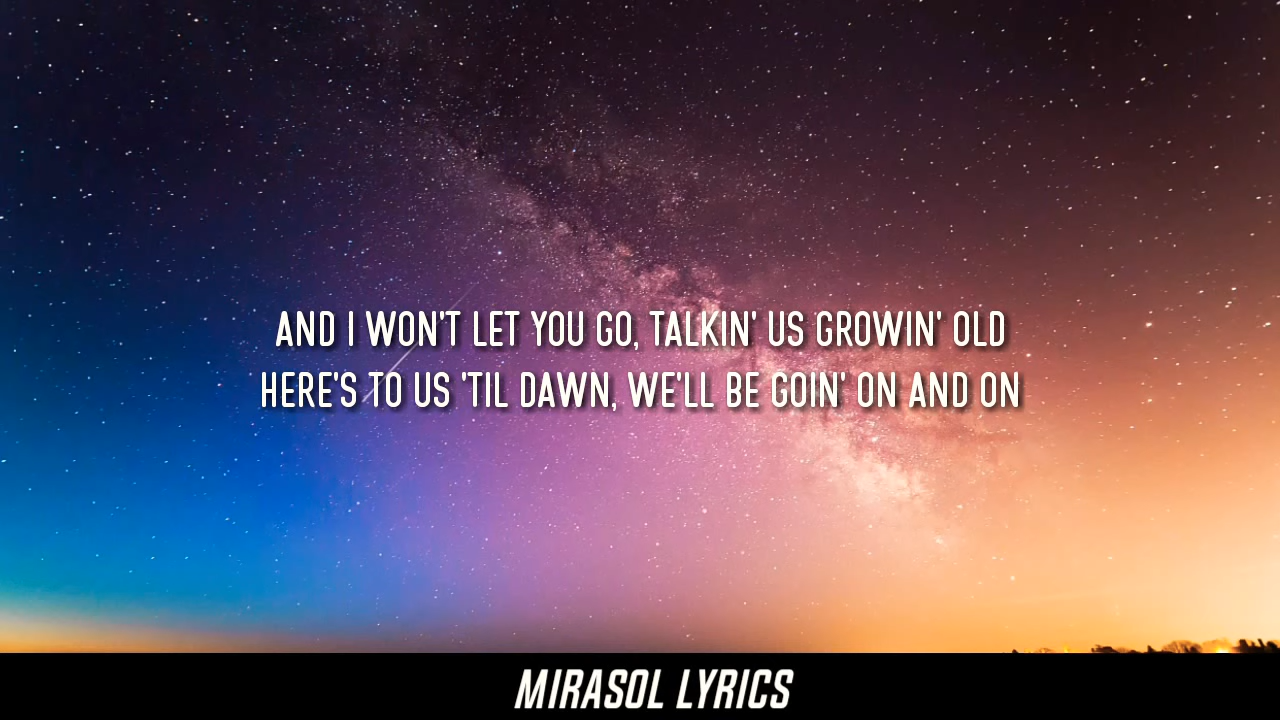 AND I WON'T LET YOU GO, TALKIN' US GROWIN' OLD
HERE'S TO US 'TIL DAWN, WE'LL BE GOIN' ON AND ON
MIRASOL LYRICS